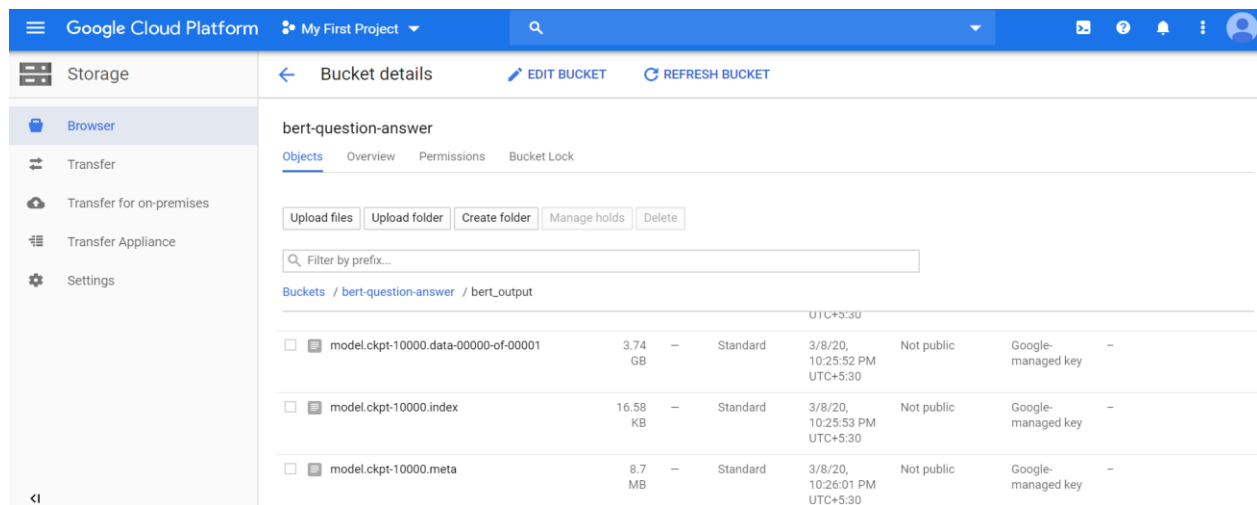 Google Cloud Platform My First Project
Storage Bucket details EDIT BUCKET REFRESH BUCKET
Browser
Transfer
Transfer for on-premises
Transfer Appliance
Settings
bert-question-answer
Objects Overview Permissions Bucket Lock
Upload files Upload folder Create folder Manage holds Delete
Filter by prefix...
Buckets / bert-question-answer / bert_output
UTC+5:30
model.ckpt-10000.data-00000-of-00001 3.74 — Standard 3/8/20, Not public Google- –
GB 10:25:52 PM managed key
UTC+5:30
model.ckpt-10000.index 16.58 — Standard 3/8/20, Not public Google- –
KB 10:25:53 PM managed key
UTC+5:30
model.ckpt-10000.meta 8.7 — Standard 3/8/20, Not public Google- –
MB 10:26:01 PM managed key
UTC+5:30